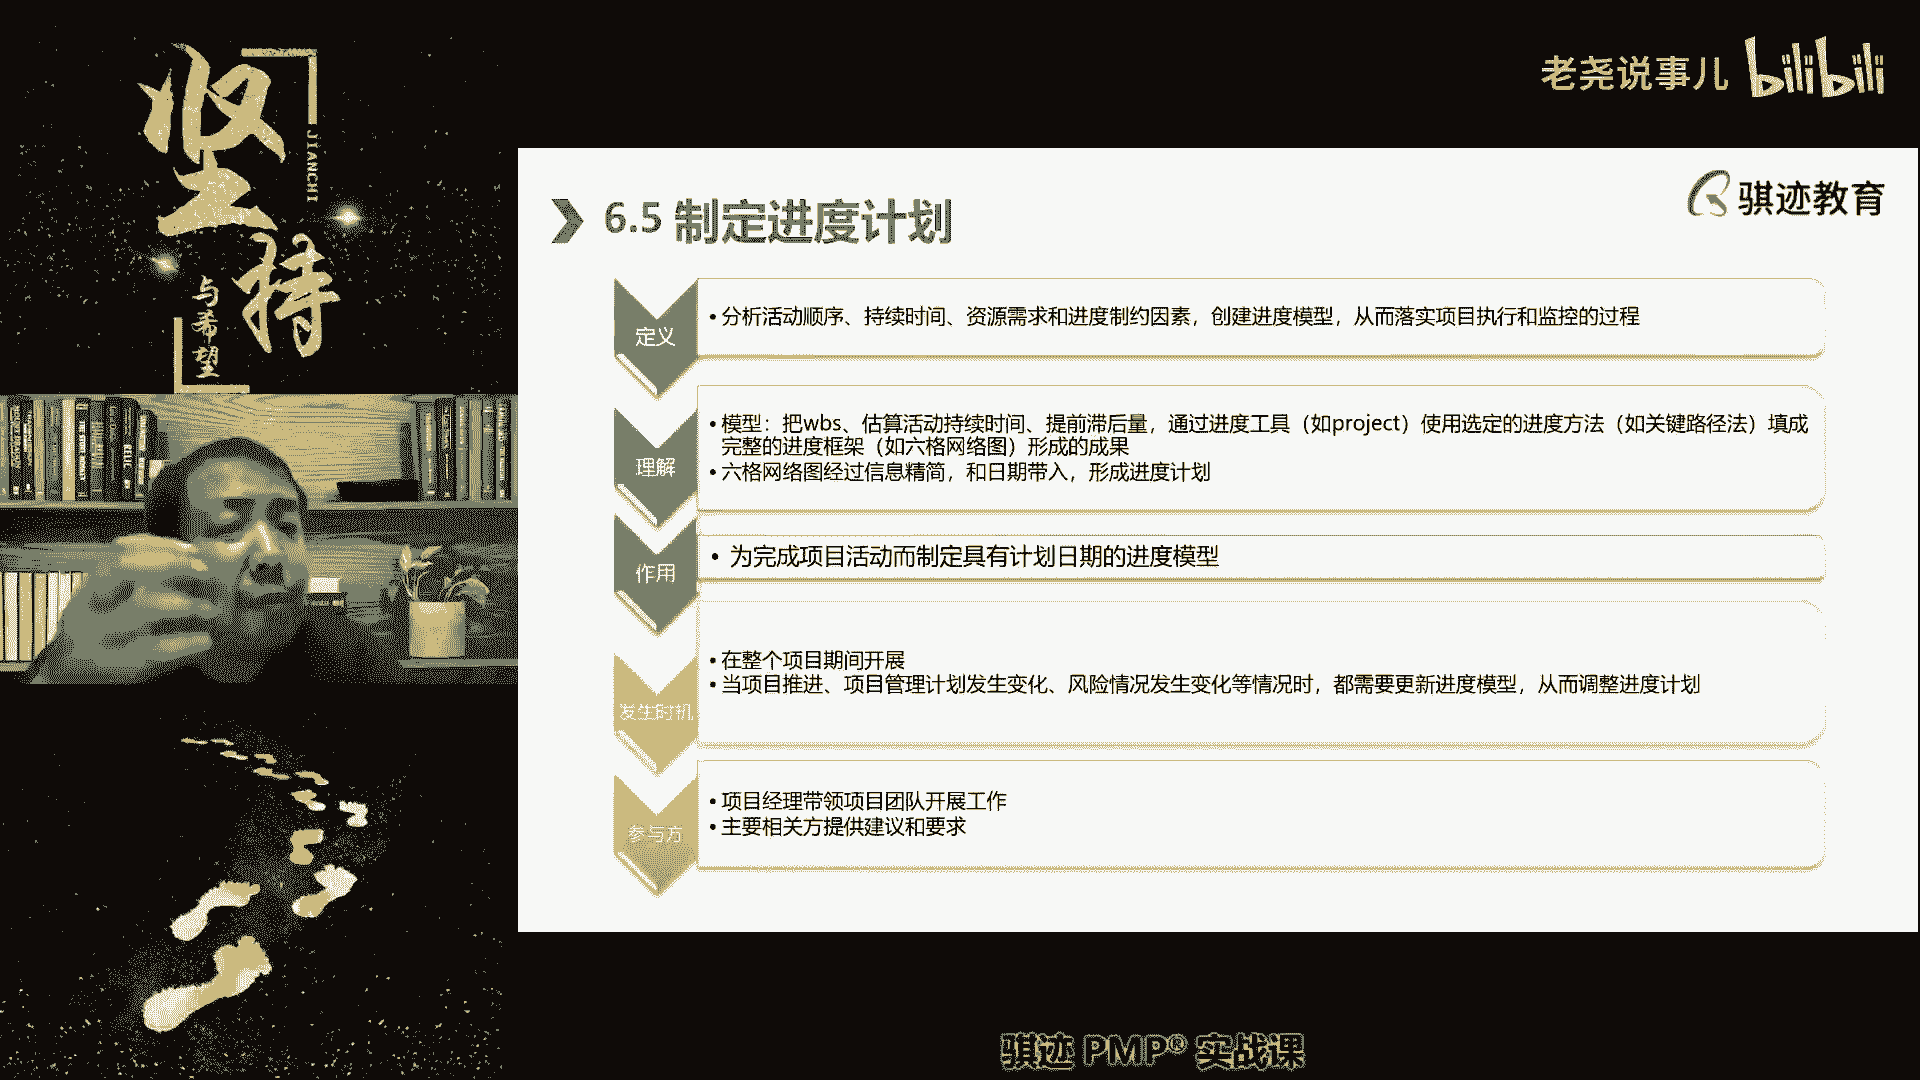 坚持
JIANCHI
与希望
老尧说事儿 bilibili
骐迹教育
6.5 制定进度计划
定义
• 分析活动顺序、持续时间、资源需求和进度制约因素，创建进度模型，从而落实项目执行和监控的过程
理解
• 模型：把wbs、估算活动持续时间、提前滞后量，通过进度工具（如project）使用选定的进度方法（如关键路径法）填成
完整的进度框架（如六格网络图）形成的成果
• 六格网络图经过信息精简，和日期带入，形成进度计划
作用
• 为完成项目活动而制定具有计划日期的进度模型
发生时机
• 在整个项目期间开展
• 当项目推进、项目管理计划发生变化、风险情况发生变化等情况时，都需要更新进度模型，从而调整进度计划
参与方
• 项目经理带领项目团队开展工作
• 主要相关方提供建议和要求
骐迹 PMP® 实战课